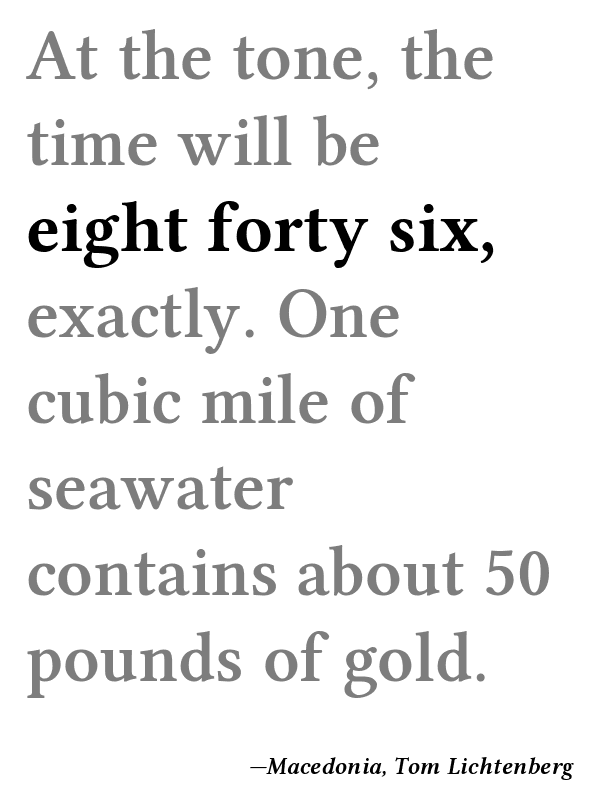 At the tone, the
time will be
eight forty six,
exactly. One
cubic mile of
seawater
contains about 50
pounds of gold.
—Macedonia, Tom Lichtenberg